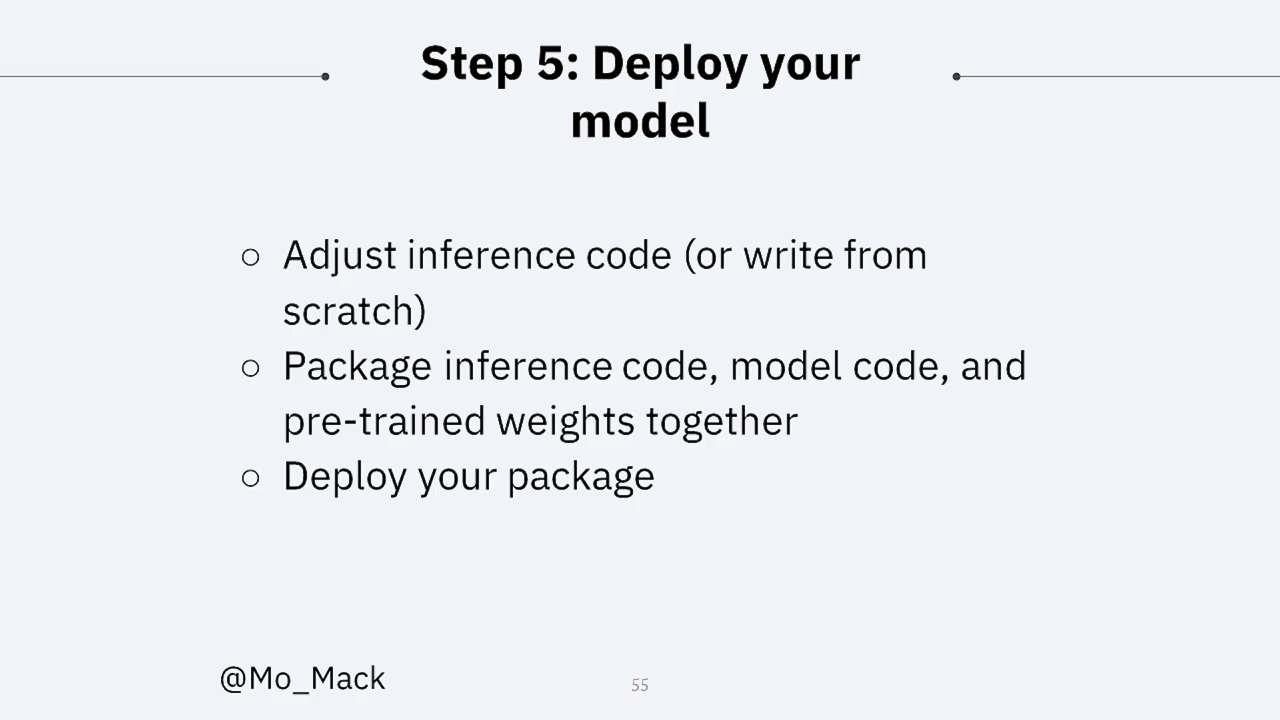 Step 5: Deploy your
model
○ Adjust inference code (or write from
scratch)
○ Package inference code, model code, and
pre-trained weights together
○ Deploy your package
@Mo_Mack
55